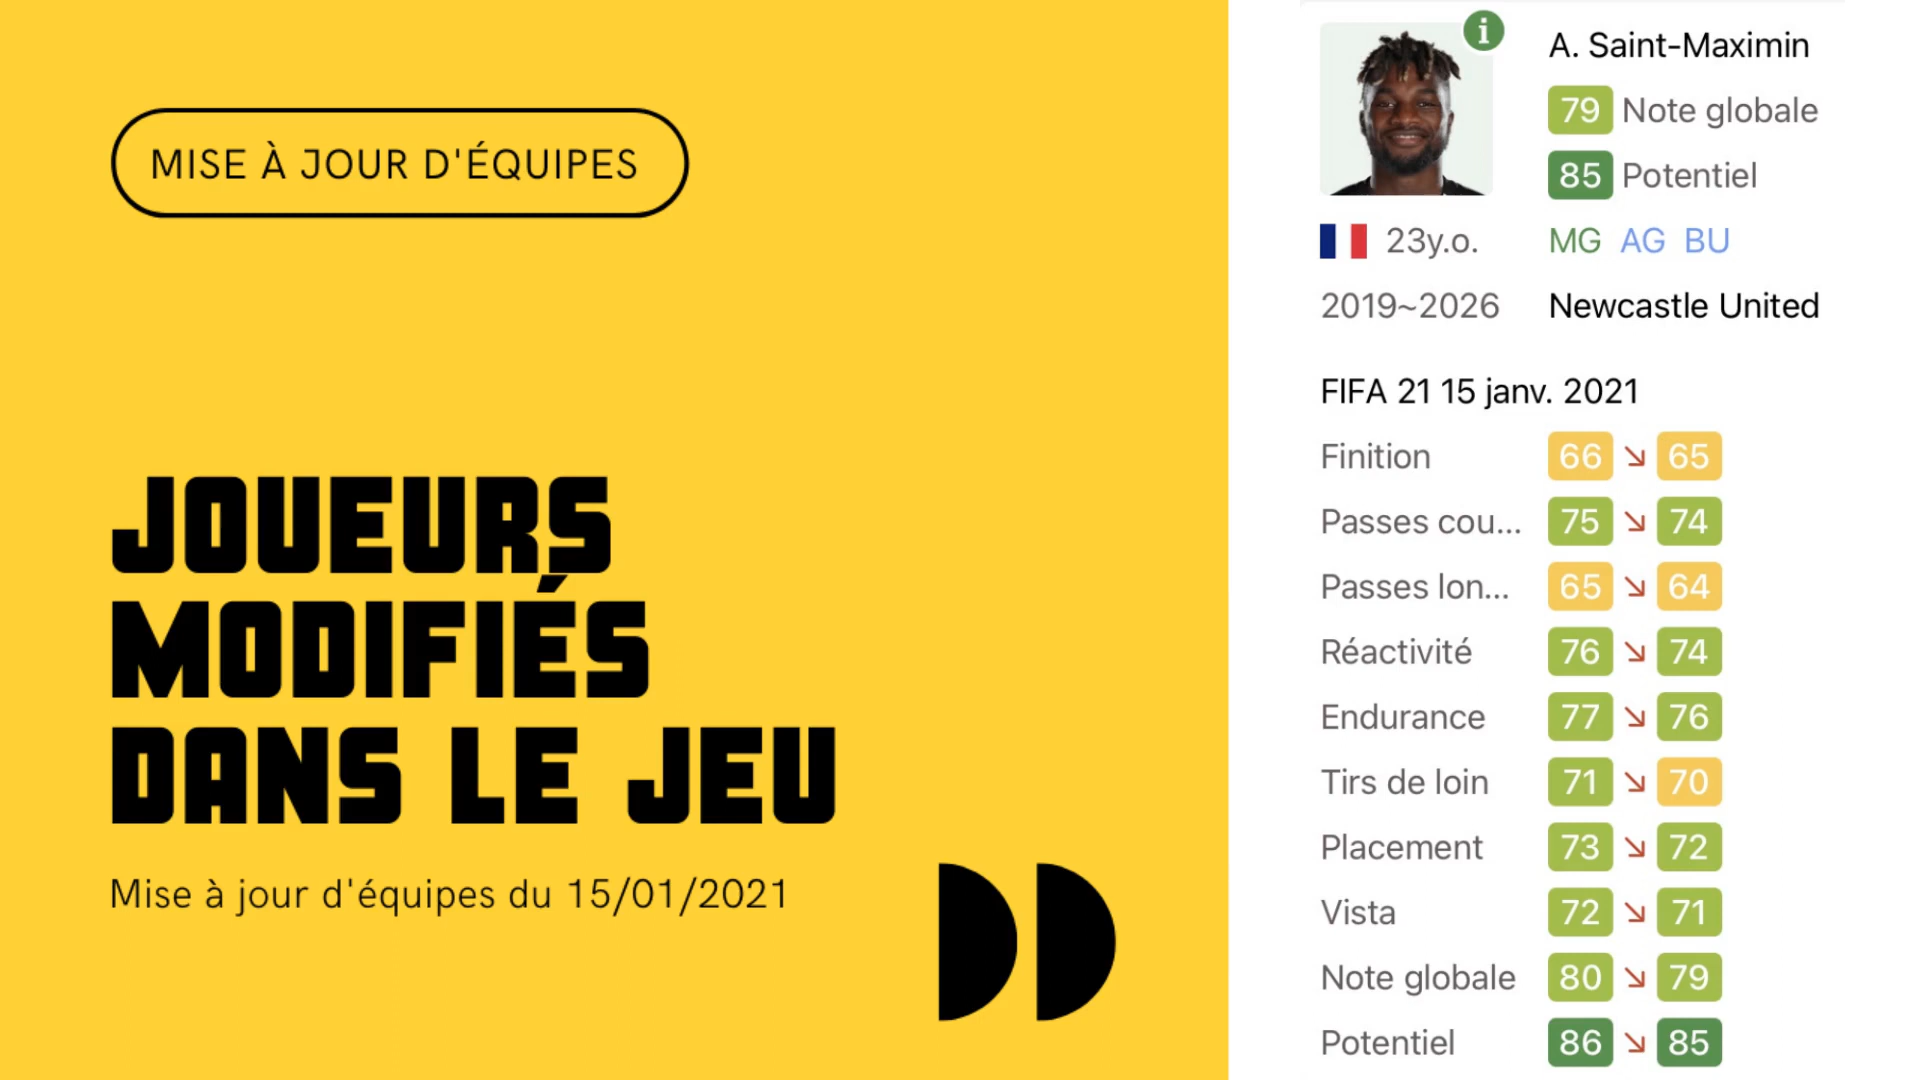 MISE À JOUR D'ÉQUIPES
JOUEURS
MODIFIÉS
DANS LE JEU
Mise à jour d'équipes du 15/01/2021
i
A. Saint-Maximin
79 Note globale
85 Potentiel
23y.o. MG AG BU
2019~2026 Newcastle United
FIFA 21 15 janv. 2021
Finition 66 ↘ 65
Passes cou... 75 ↘ 74
Passes lon... 65 ↘ 64
Réactivité 76 ↘ 74
Endurance 77 ↘ 76
Tirs de loin 71 ↘ 70
Placement 73 ↘ 72
Vista 72 ↘ 71
Note globale 80 ↘ 79
Potentiel 86 ↘ 85